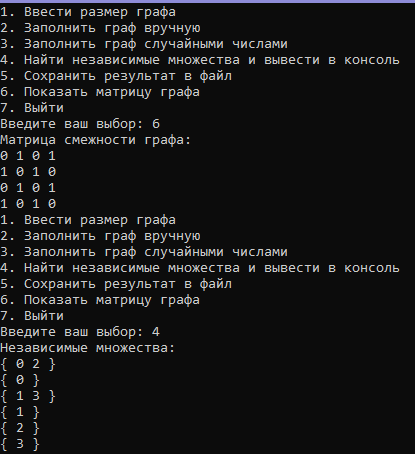 1. Ввести размер графа
2. Заполнить граф вручную
3. Заполнить граф случайными числами
4. Найти независимые множества и вывести в консоль
5. Сохранить результат в файл
6. Показать матрицу графа
7. Выйти
Введите ваш выбор: 6
Матрица смежности графа:
0 1 0 1
1 0 1 0
0 1 0 1
1 0 1 0
1. Ввести размер графа
2. Заполнить граф вручную
3. Заполнить граф случайными числами
4. Найти независимые множества и вывести в консоль
5. Сохранить результат в файл
6. Показать матрицу графа
7. Выйти
Введите ваш выбор: 4
Независимые множества:
{ 0 2 }
{ 0 }
{ 1 3 }
{ 1 }
{ 2 }
{ 3 }